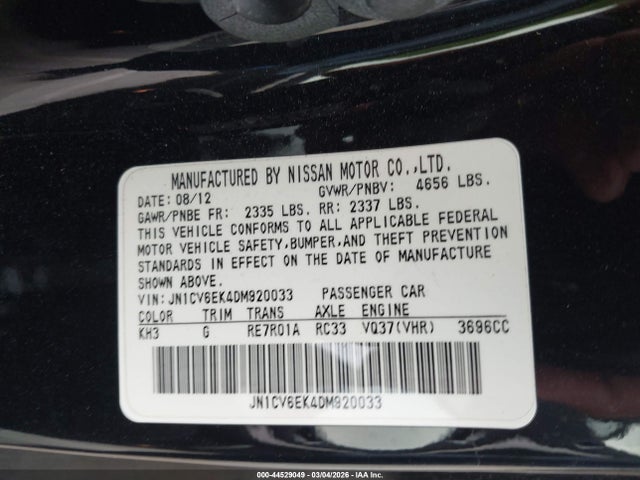 MANUFACTURED BY NISSAN MOTOR CO.,LTD.
DATE: 08/12 GVWR/PNBV: 4656 LBS.
GAWR/PNBE FR: 2335 LBS. RR: 2337 LBS.
THIS VEHICLE CONFORMS TO ALL APPLICABLE FEDERAL
MOTOR VEHICLE SAFETY,BUMPER,AND THEFT PREVENTION
STANDARDS IN EFFECT ON THE DATE OF MANUFACTURE
SHOWN ABOVE.
VIN: JN1CV6EK4DM920033 PASSENGER CAR
COLOR TRIM TRANS AXLE ENGINE
KH3 G RE7R01A RC33 VQ37(VHR) 3696CC
JN1CV6EK4DM920033
000-44529049 - 03/04/2026 - IAA Inc.